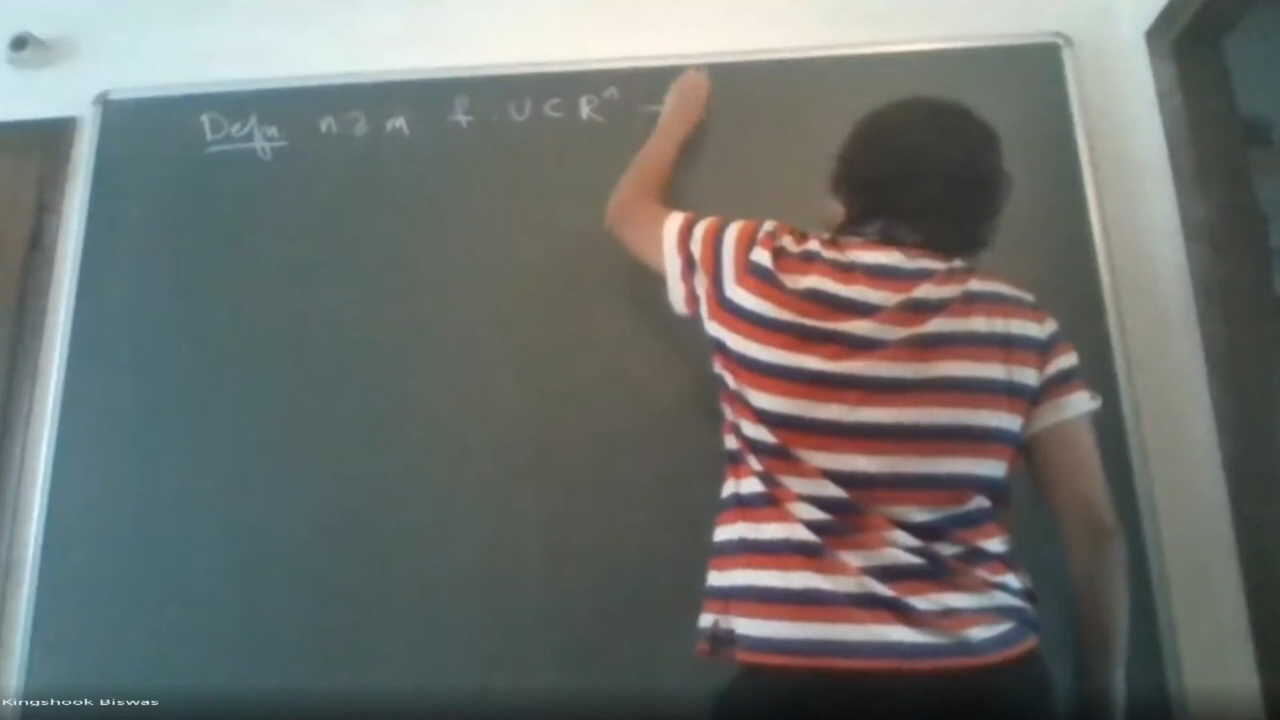 Defn n ≥ m f : U ⊂ R^n —
Kingshook Biswas